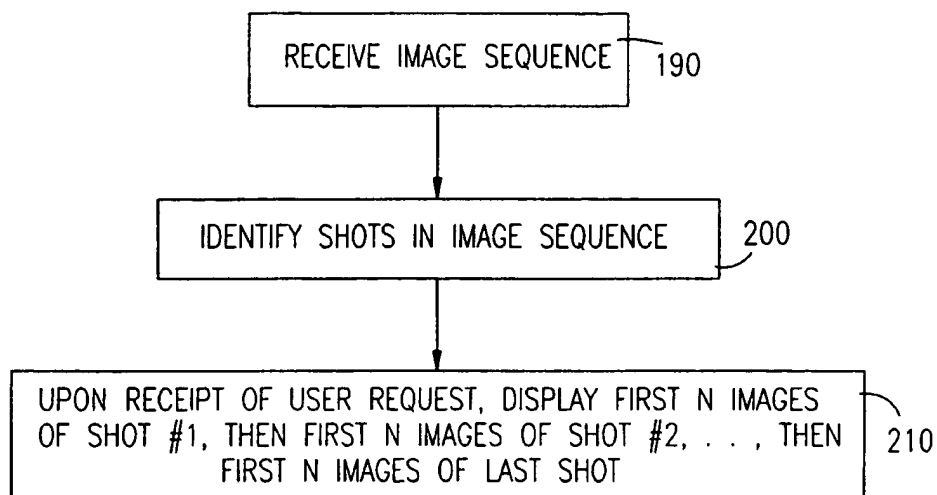 RECEIVE IMAGE SEQUENCE
190
IDENTIFY SHOTS IN IMAGE SEQUENCE
200
UPON RECEIPT OF USER REQUEST, DISPLAY FIRST N IMAGES
OF SHOT #1, THEN FIRST N IMAGES OF SHOT #2, . . . , THEN
FIRST N IMAGES OF LAST SHOT
210